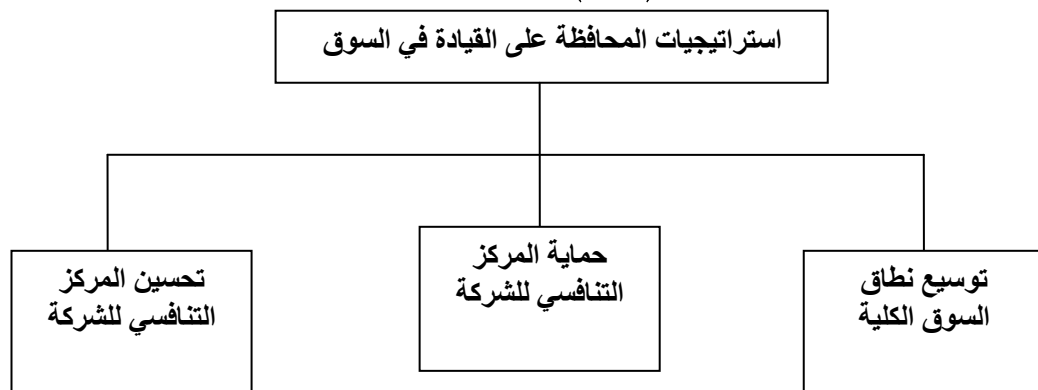 استراتيجيات المحافظة على القيادة في السوق
توسيع نطاق
السوق الكلية
حماية المركز
التنافسي للشركة
تحسين المركز
التنافسي للشركة